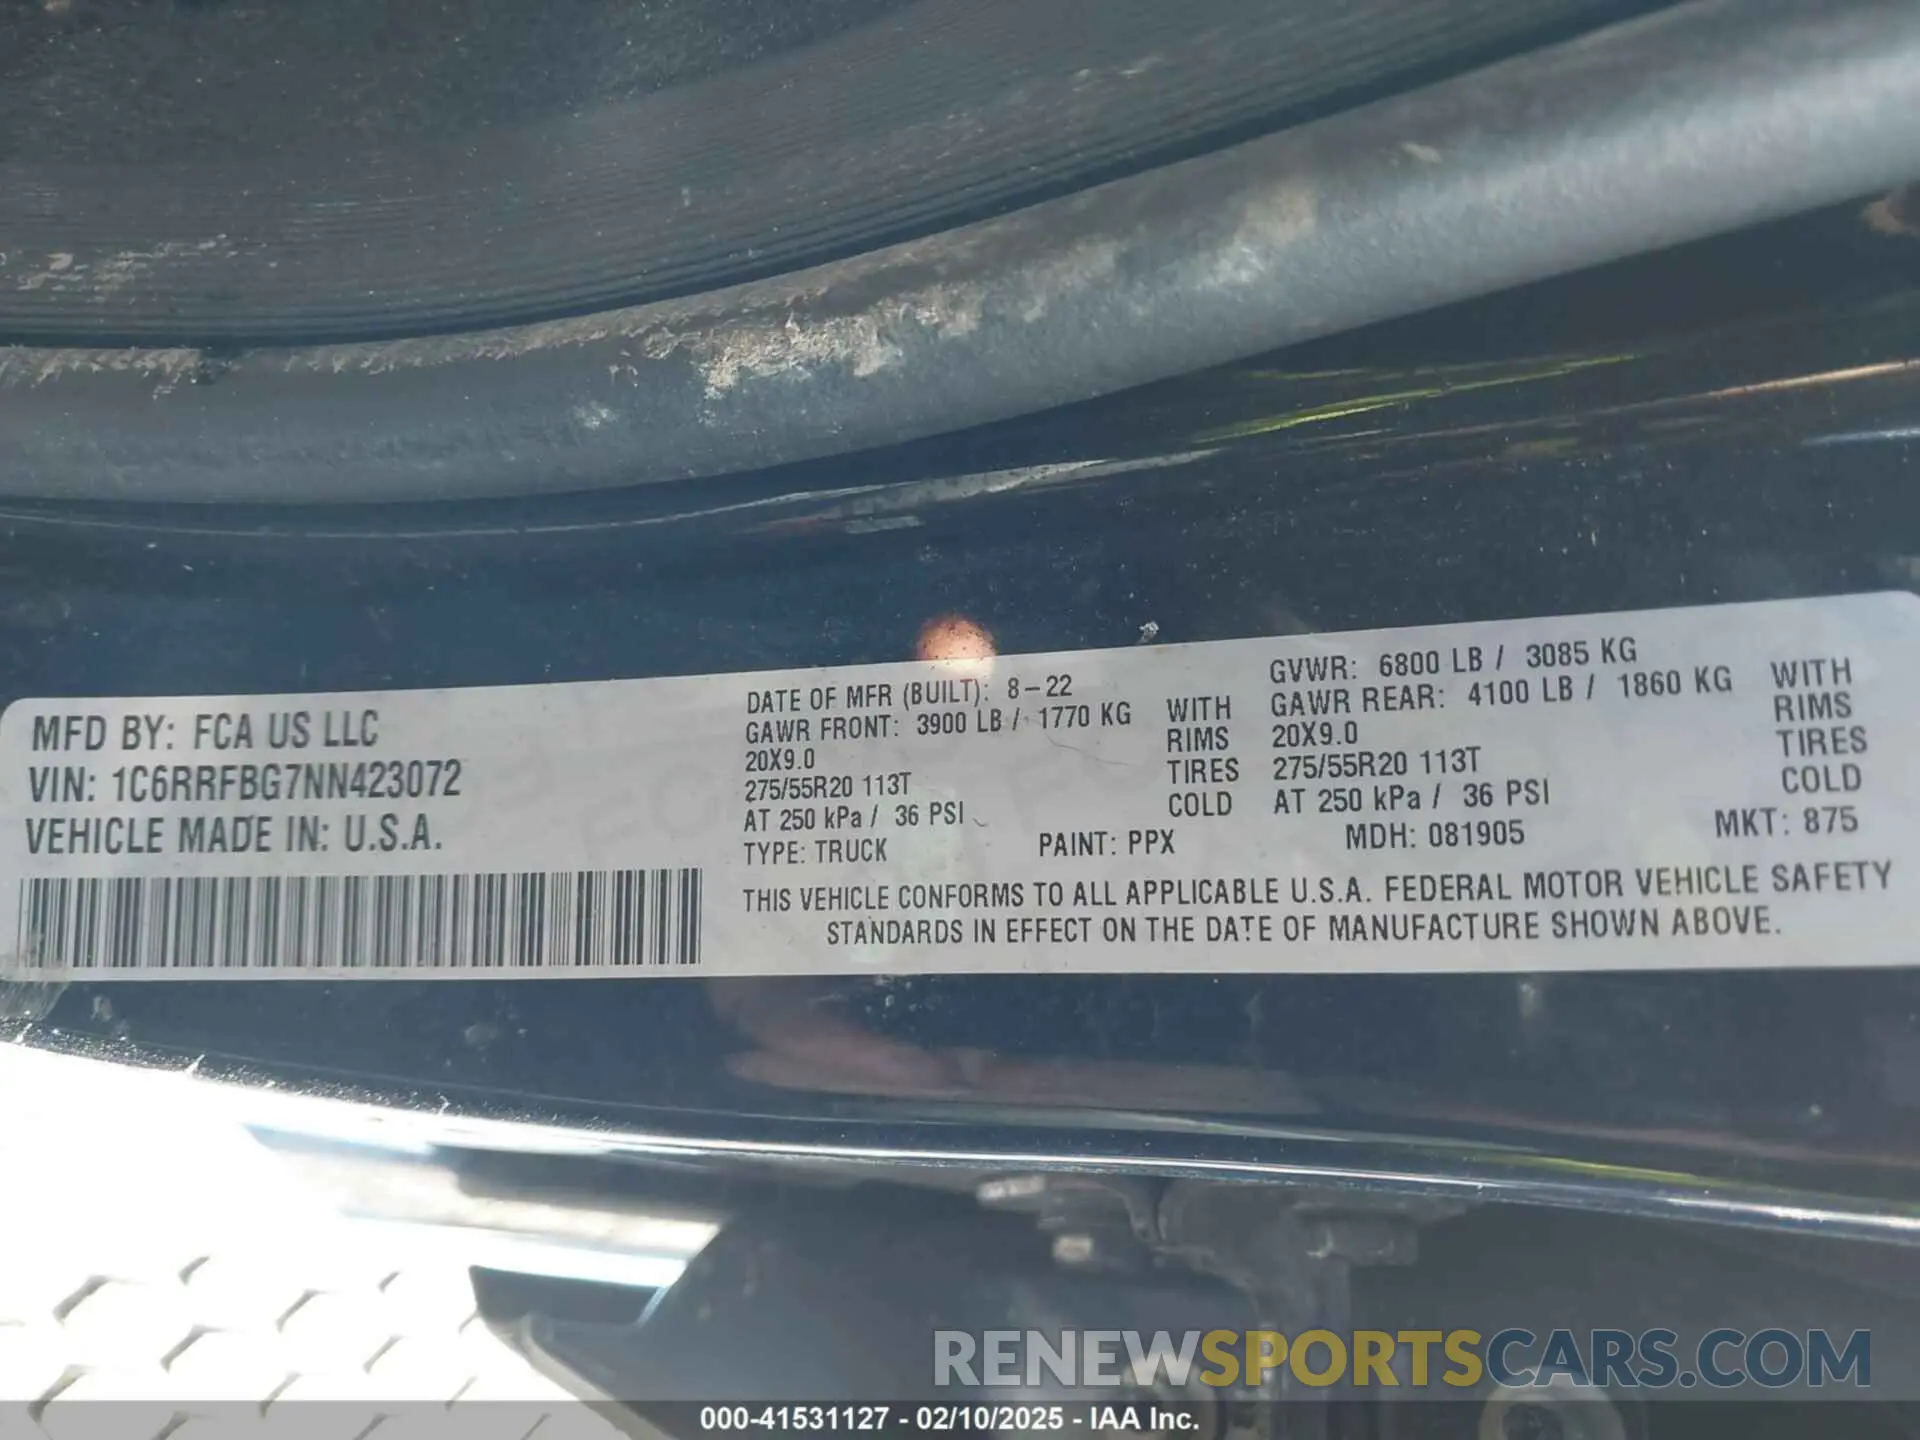 MFD BY: FCA US LLC
VIN: 1C6RRFBG7NN423072
VEHICLE MADE IN: U.S.A.
DATE OF MFR (BUILT): 8-22
GAWR FRONT: 3900 LB / 1770 KG WITH
20X9.0 RIMS
275/55R20 113T TIRES
AT 250 kPa / 36 PSI COLD
GVWR: 6800 LB / 3085 KG
GAWR REAR: 4100 LB / 1860 KG WITH
20X9.0 RIMS
275/55R20 113T TIRES
AT 250 kPa / 36 PSI COLD
TYPE: TRUCK PAINT: PPX MDH: 081905 MKT: 875
THIS VEHICLE CONFORMS TO ALL APPLICABLE U.S.A. FEDERAL MOTOR VEHICLE SAFETY
STANDARDS IN EFFECT ON THE DATE OF MANUFACTURE SHOWN ABOVE.
RENEWSPORTSCARS.COM
000-41531127 - 02/10/2025 - IAA Inc.